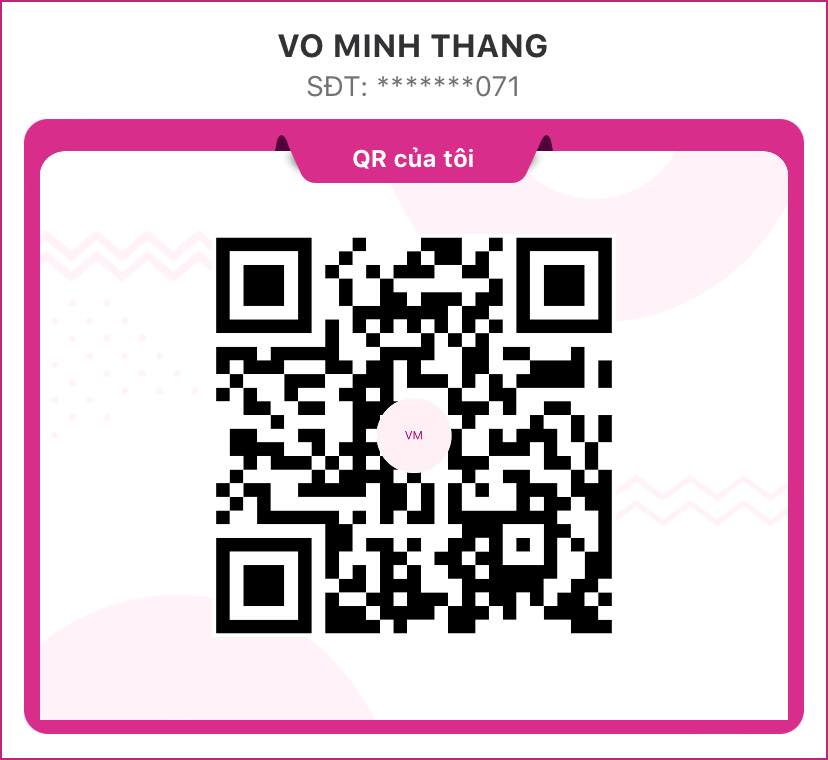 VO MINH THANG
SĐT: *******071
QR của tôi
VM